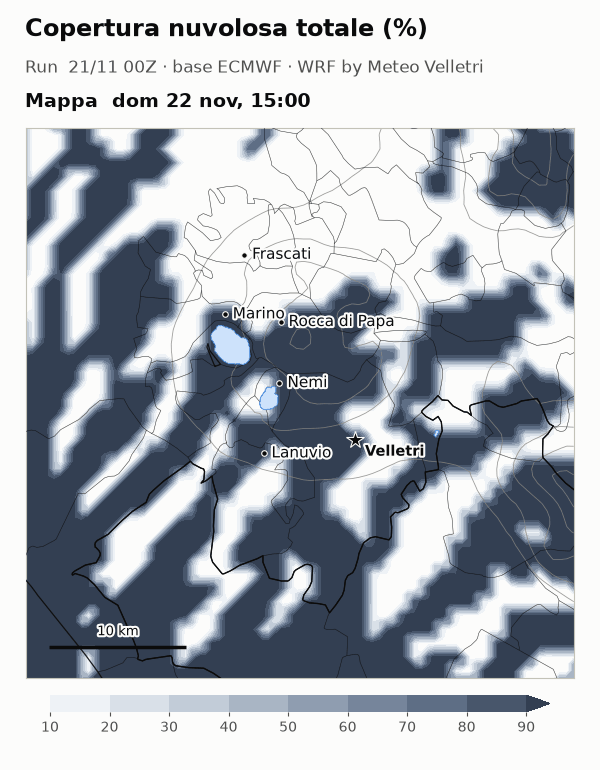 Copertura nuvolosa totale (%)
Run  21/11 00Z · base ECMWF · WRF by Meteo Velletri
Mappa  dom 22 nov, 15:00
Frascati
Marino
Rocca di Papa
Nemi
Velletri
Lanuvio
10 km
10 20 30 40 50 60 70 80 90